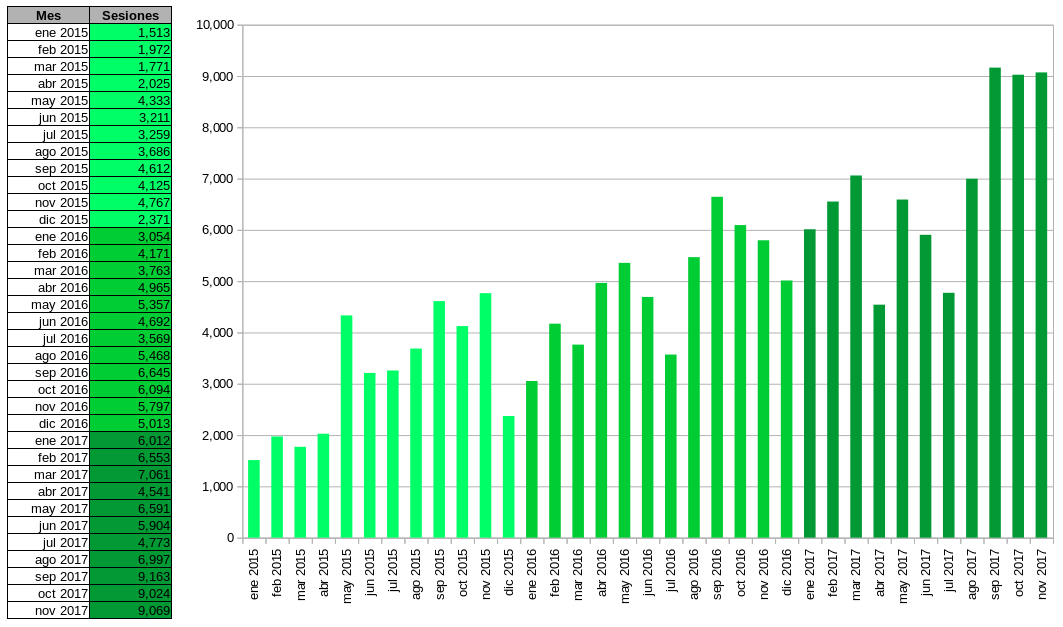 Mes Sesiones
ene 2015 1,513
feb 2015 1,972
mar 2015 1,771
abr 2015 2,025
may 2015 4,333
jun 2015 3,211
jul 2015 3,259
ago 2015 3,686
sep 2015 4,612
oct 2015 4,125
nov 2015 4,767
dic 2015 2,371
ene 2016 3,054
feb 2016 4,171
mar 2016 3,763
abr 2016 4,965
may 2016 5,357
jun 2016 4,692
jul 2016 3,569
ago 2016 5,468
sep 2016 6,645
oct 2016 6,094
nov 2016 5,797
dic 2016 5,013
ene 2017 6,012
feb 2017 6,553
mar 2017 7,061
abr 2017 4,541
may 2017 6,591
jun 2017 5,904
jul 2017 4,773
ago 2017 6,997
sep 2017 9,163
oct 2017 9,024
nov 2017 9,069
10,000
9,000
8,000
7,000
6,000
5,000
4,000
3,000
2,000
1,000
0
ene 2015
feb 2015
mar 2015
abr 2015
may 2015
jun 2015
jul 2015
ago 2015
sep 2015
oct 2015
nov 2015
dic 2015
ene 2016
feb 2016
mar 2016
abr 2016
may 2016
jun 2016
jul 2016
ago 2016
sep 2016
oct 2016
nov 2016
dic 2016
ene 2017
feb 2017
mar 2017
abr 2017
may 2017
jun 2017
jul 2017
ago 2017
sep 2017
oct 2017
nov 2017